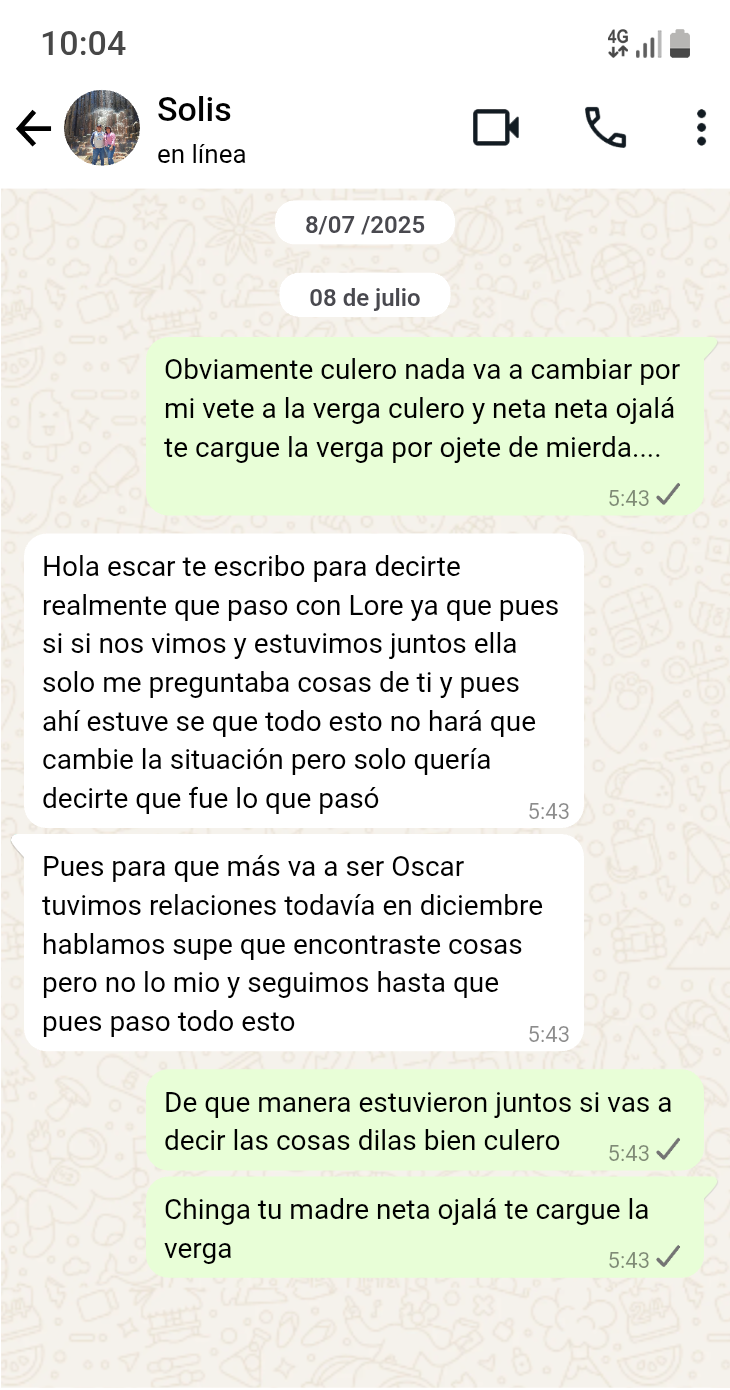 10:04
4G
Solis
en línea
8/07 /2025
08 de julio
Obviamente culero nada va a cambiar por
mi vete a la verga culero y neta neta ojalá
te cargue la verga por ojete de mierda....
5:43
Hola escar te escribo para decirte
realmente que paso con Lore ya que pues
si si nos vimos y estuvimos juntos ella
solo me preguntaba cosas de ti y pues
ahí estuve se que todo esto no hará que
cambie la situación pero solo quería
decirte que fue lo que pasó
5:43
Pues para que más va a ser Oscar
tuvimos relaciones todavía en diciembre
hablamos supe que encontraste cosas
pero no lo mio y seguimos hasta que
pues paso todo esto
5:43
De que manera estuvieron juntos si vas a
decir las cosas dilas bien culero
5:43
Chinga tu madre neta ojalá te cargue la
verga
5:43